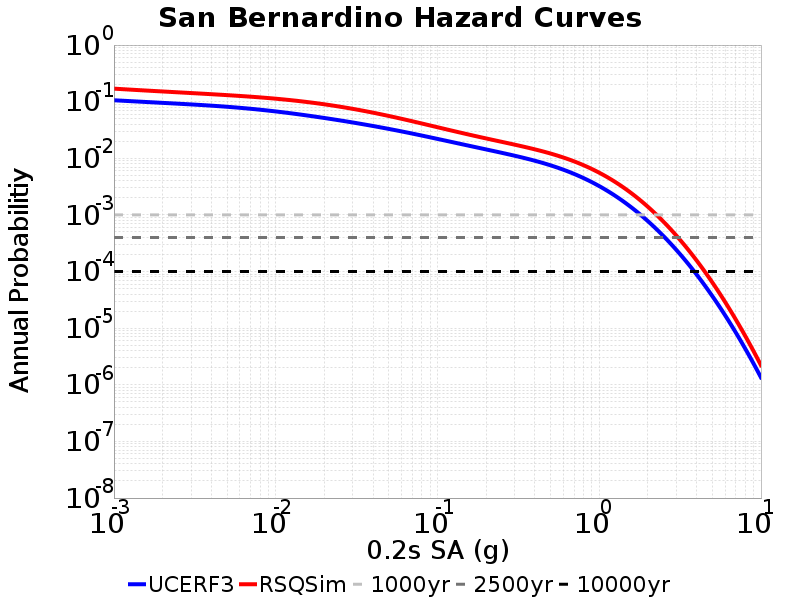 San Bernardino Hazard Curves
Annual Probabilitiy
10^0
10^-1
10^-2
10^-3
10^-4
10^-5
10^-6
10^-7
10^-8
10^-3 10^-2 10^-1 10^0 10^1
0.2s SA (g)
UCERF3 RSQSim 1000yr 2500yr 10000yr